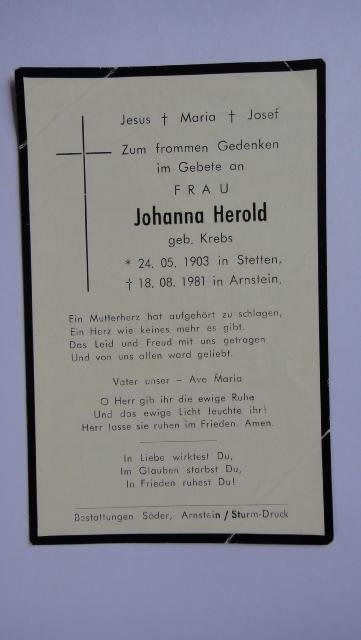 Jesus † Maria † Josef
Zum frommen Gedenken
im Gebete an
FRAU
Johanna Herold
geb. Krebs
* 24. 05. 1903 in Stetten,
† 18. 08. 1981 in Arnstein,
Ein Mutterherz hat aufgehört zu schlagen,
Ein Herz wie keines mehr es gibt.
Das Leid und Freud mit uns getragen
Und von uns allen ward geliebt.
Vater unser – Ave Maria
O Herr gib ihr die ewige Ruhe
Und das ewige Licht leuchte ihr!
Herr lasse sie ruhen im Frieden. Amen.
In Liebe wirktest Du,
Im Glauben starbst Du,
In Frieden ruhest Du!
Bestattungen Söder, Arnstein / Sturm-Druck